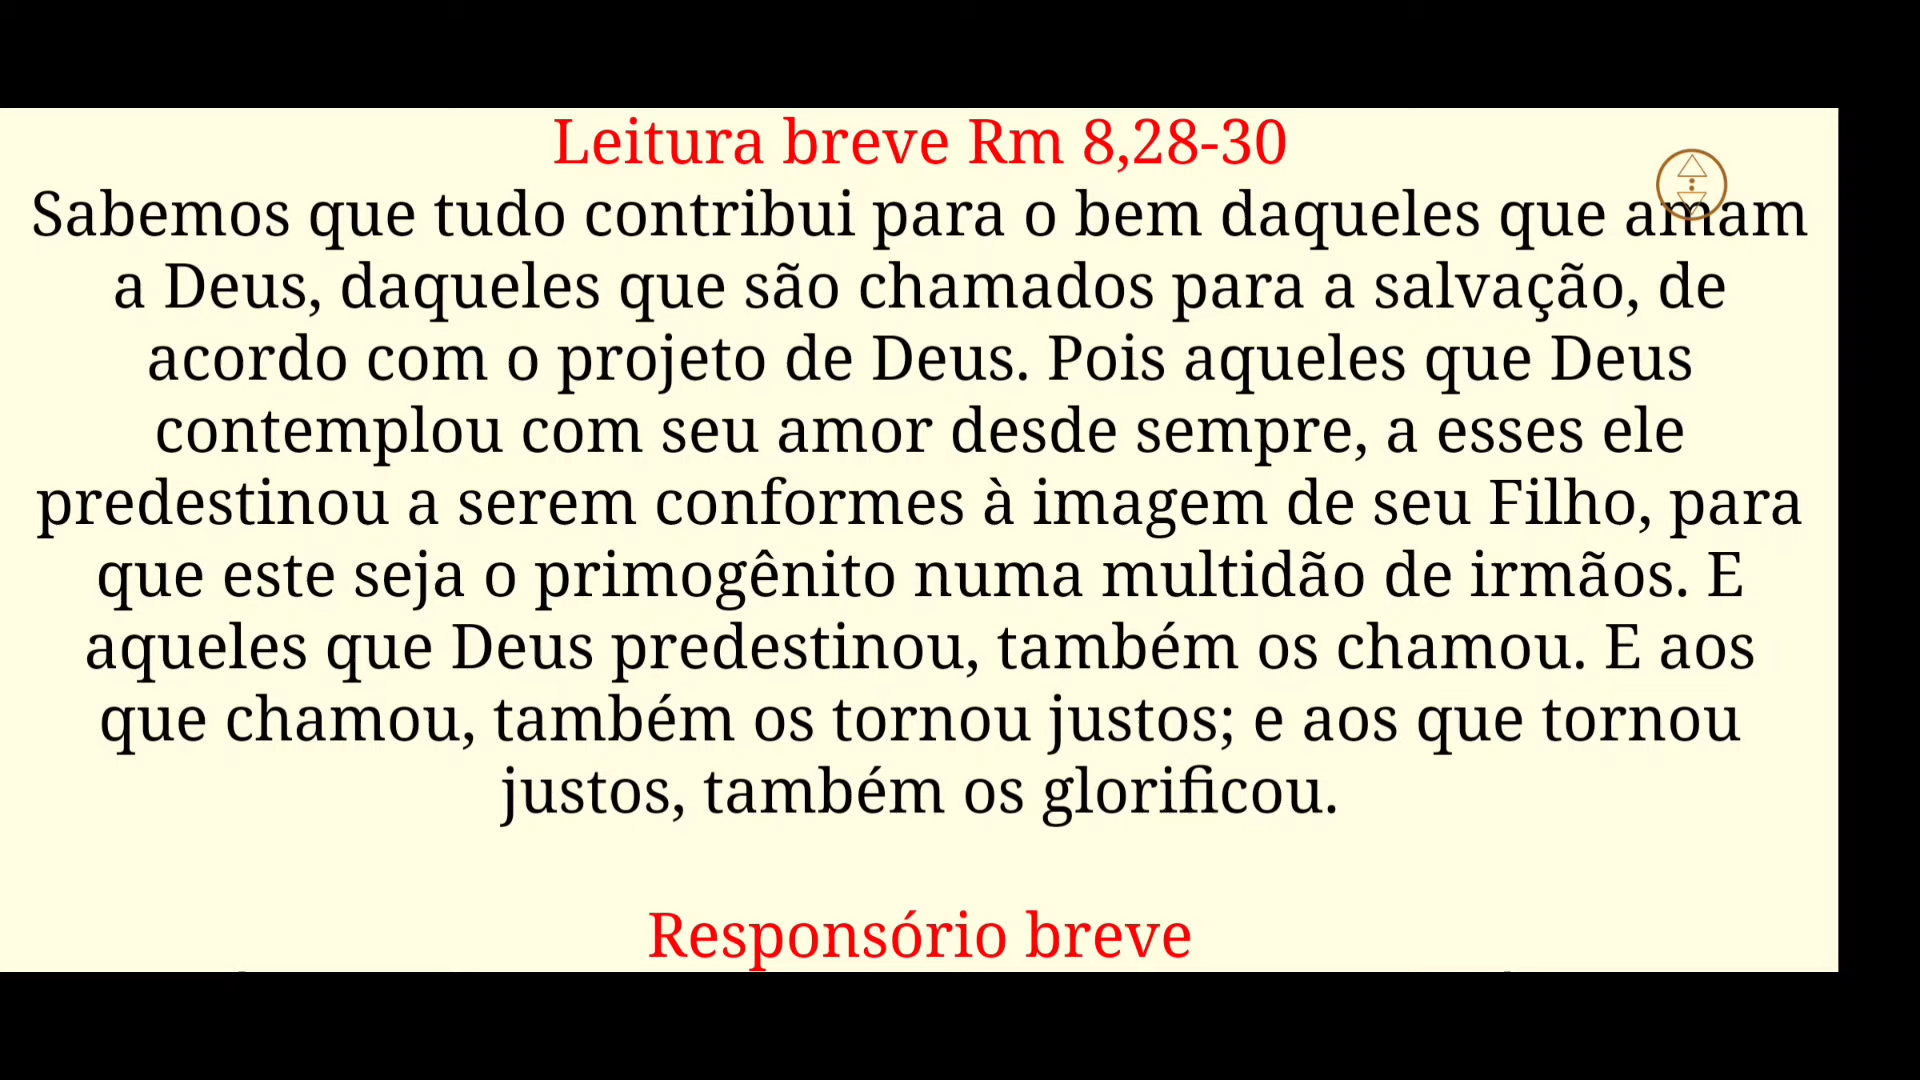 Leitura breve Rm 8,28-30
Sabemos que tudo contribui para o bem daqueles que amam
a Deus, daqueles que são chamados para a salvação, de
acordo com o projeto de Deus. Pois aqueles que Deus
contemplou com seu amor desde sempre, a esses ele
predestinou a serem conformes à imagem de seu Filho, para
que este seja o primogênito numa multidão de irmãos. E
aqueles que Deus predestinou, também os chamou. E aos
que chamou, também os tornou justos; e aos que tornou
justos, também os glorificou.
Responsório breve